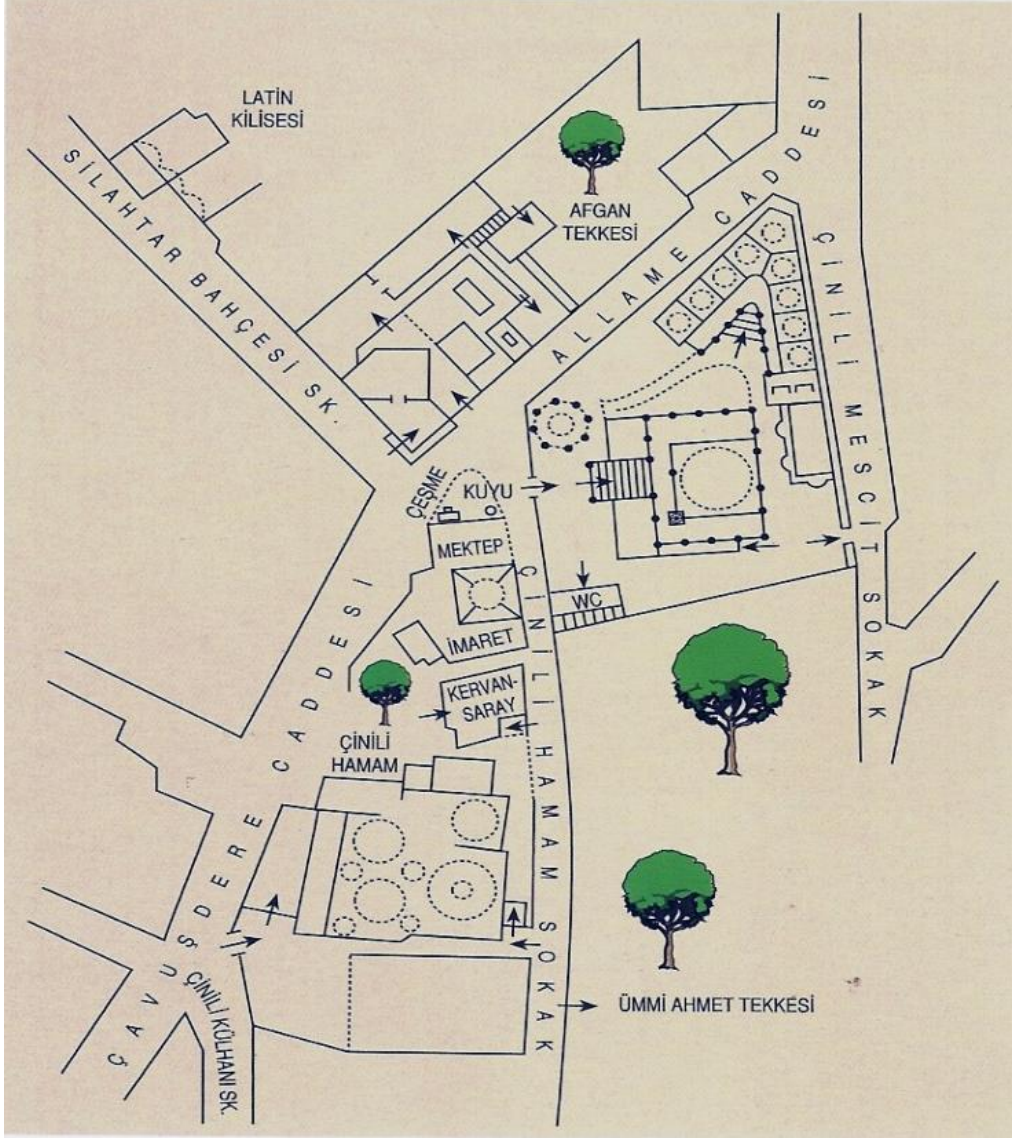 LATİN
KİLİSESİ
SİLAHTAR BAHÇESİ SK.
AFGAN
TEKKESİ
ALLAME CADDESİ
ÇİNİLİ MESCİT SOKAK
ÇEŞME
KUYU
MEKTEP
WC
İMARET
KERVAN-
SARAY
ÇİNİLİ
HAMAM
ÇİNİLİ HAMAM SOKAK
ÇAVUŞDERE CADDESİ
ÇİNİLİ KÜLHANI SK.
ÜMMİ AHMET TEKKESİ